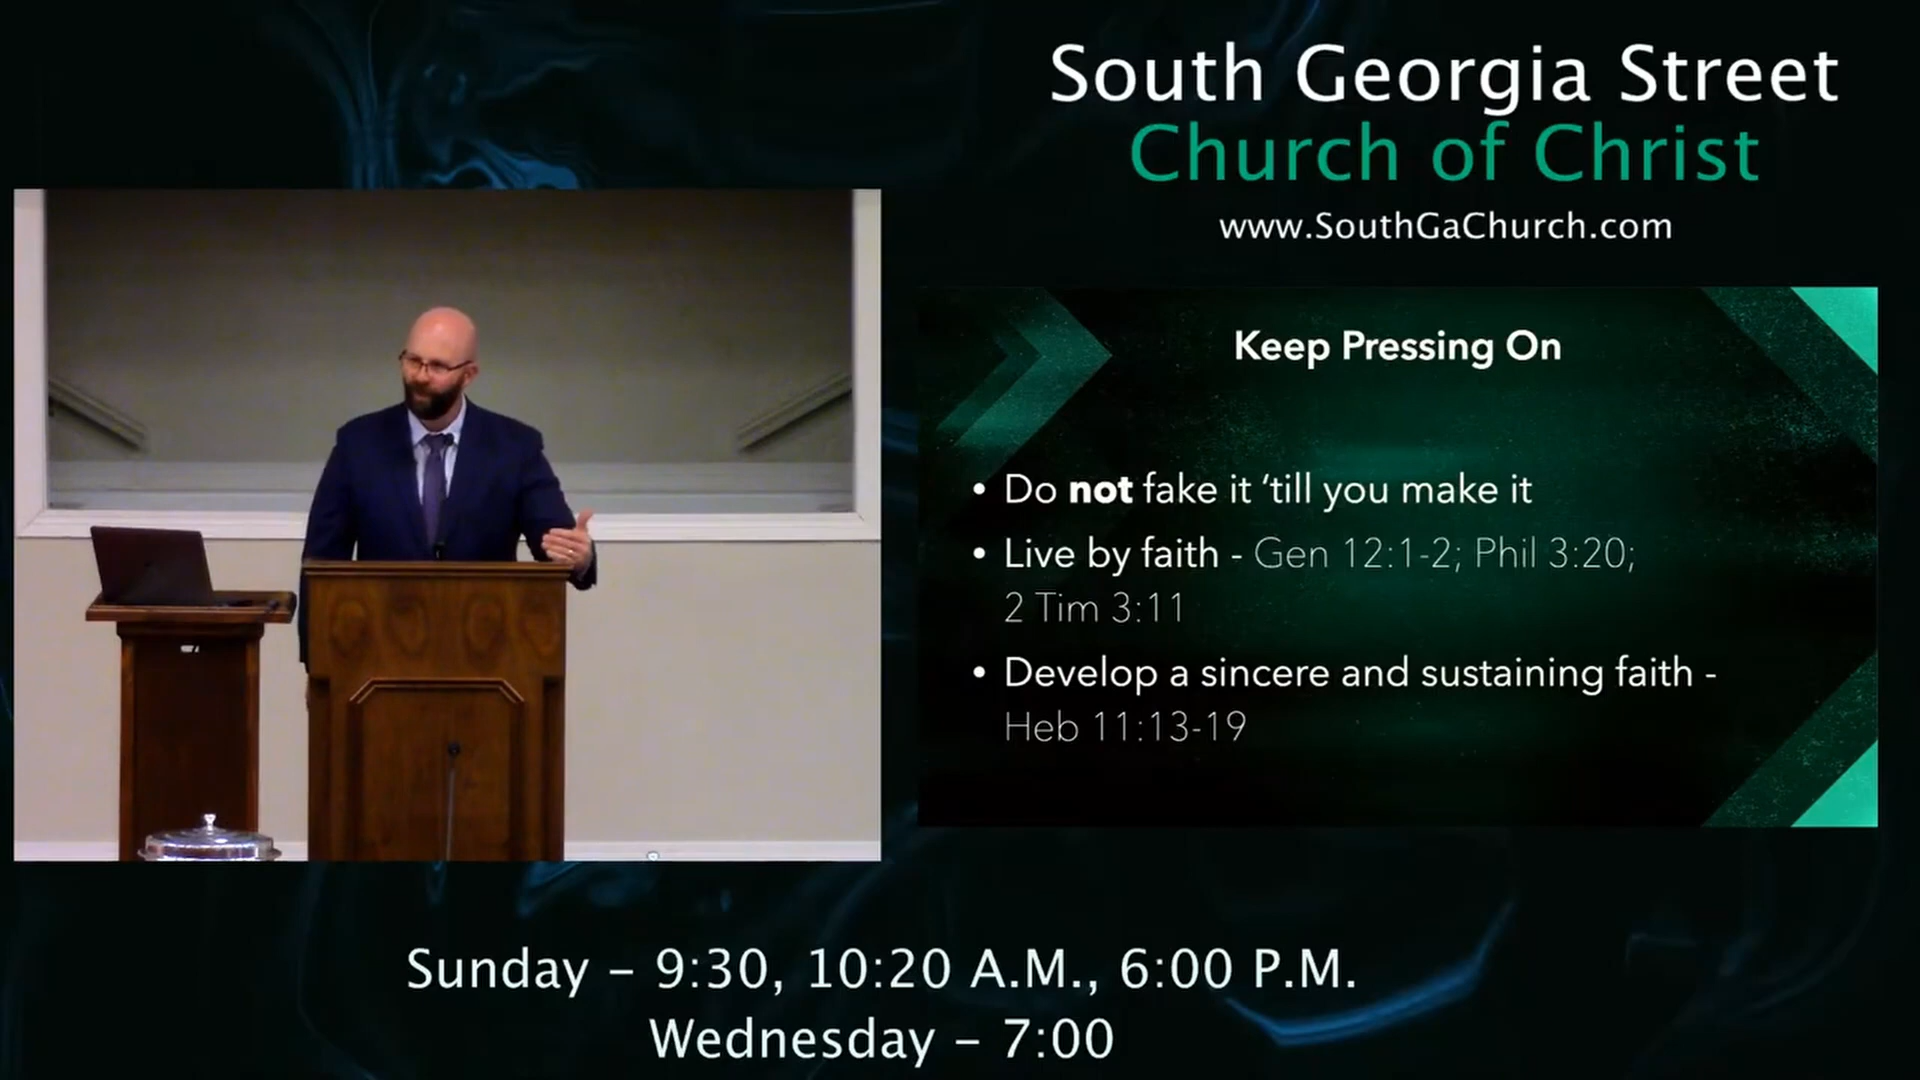 South Georgia Street
Church of Christ
www.SouthGaChurch.com
Keep Pressing On
• Do not fake it ‘till you make it
• Live by faith - Gen 12:1-2; Phil 3:20;
2 Tim 3:11
• Develop a sincere and sustaining faith -
Heb 11:13-19
Sunday – 9:30, 10:20 A.M., 6:00 P.M.
Wednesday – 7:00